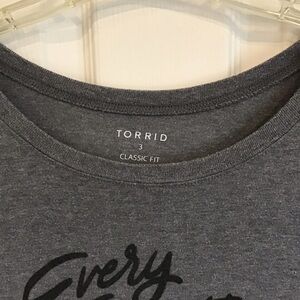 TORRID
3
CLASSIC FIT
Every